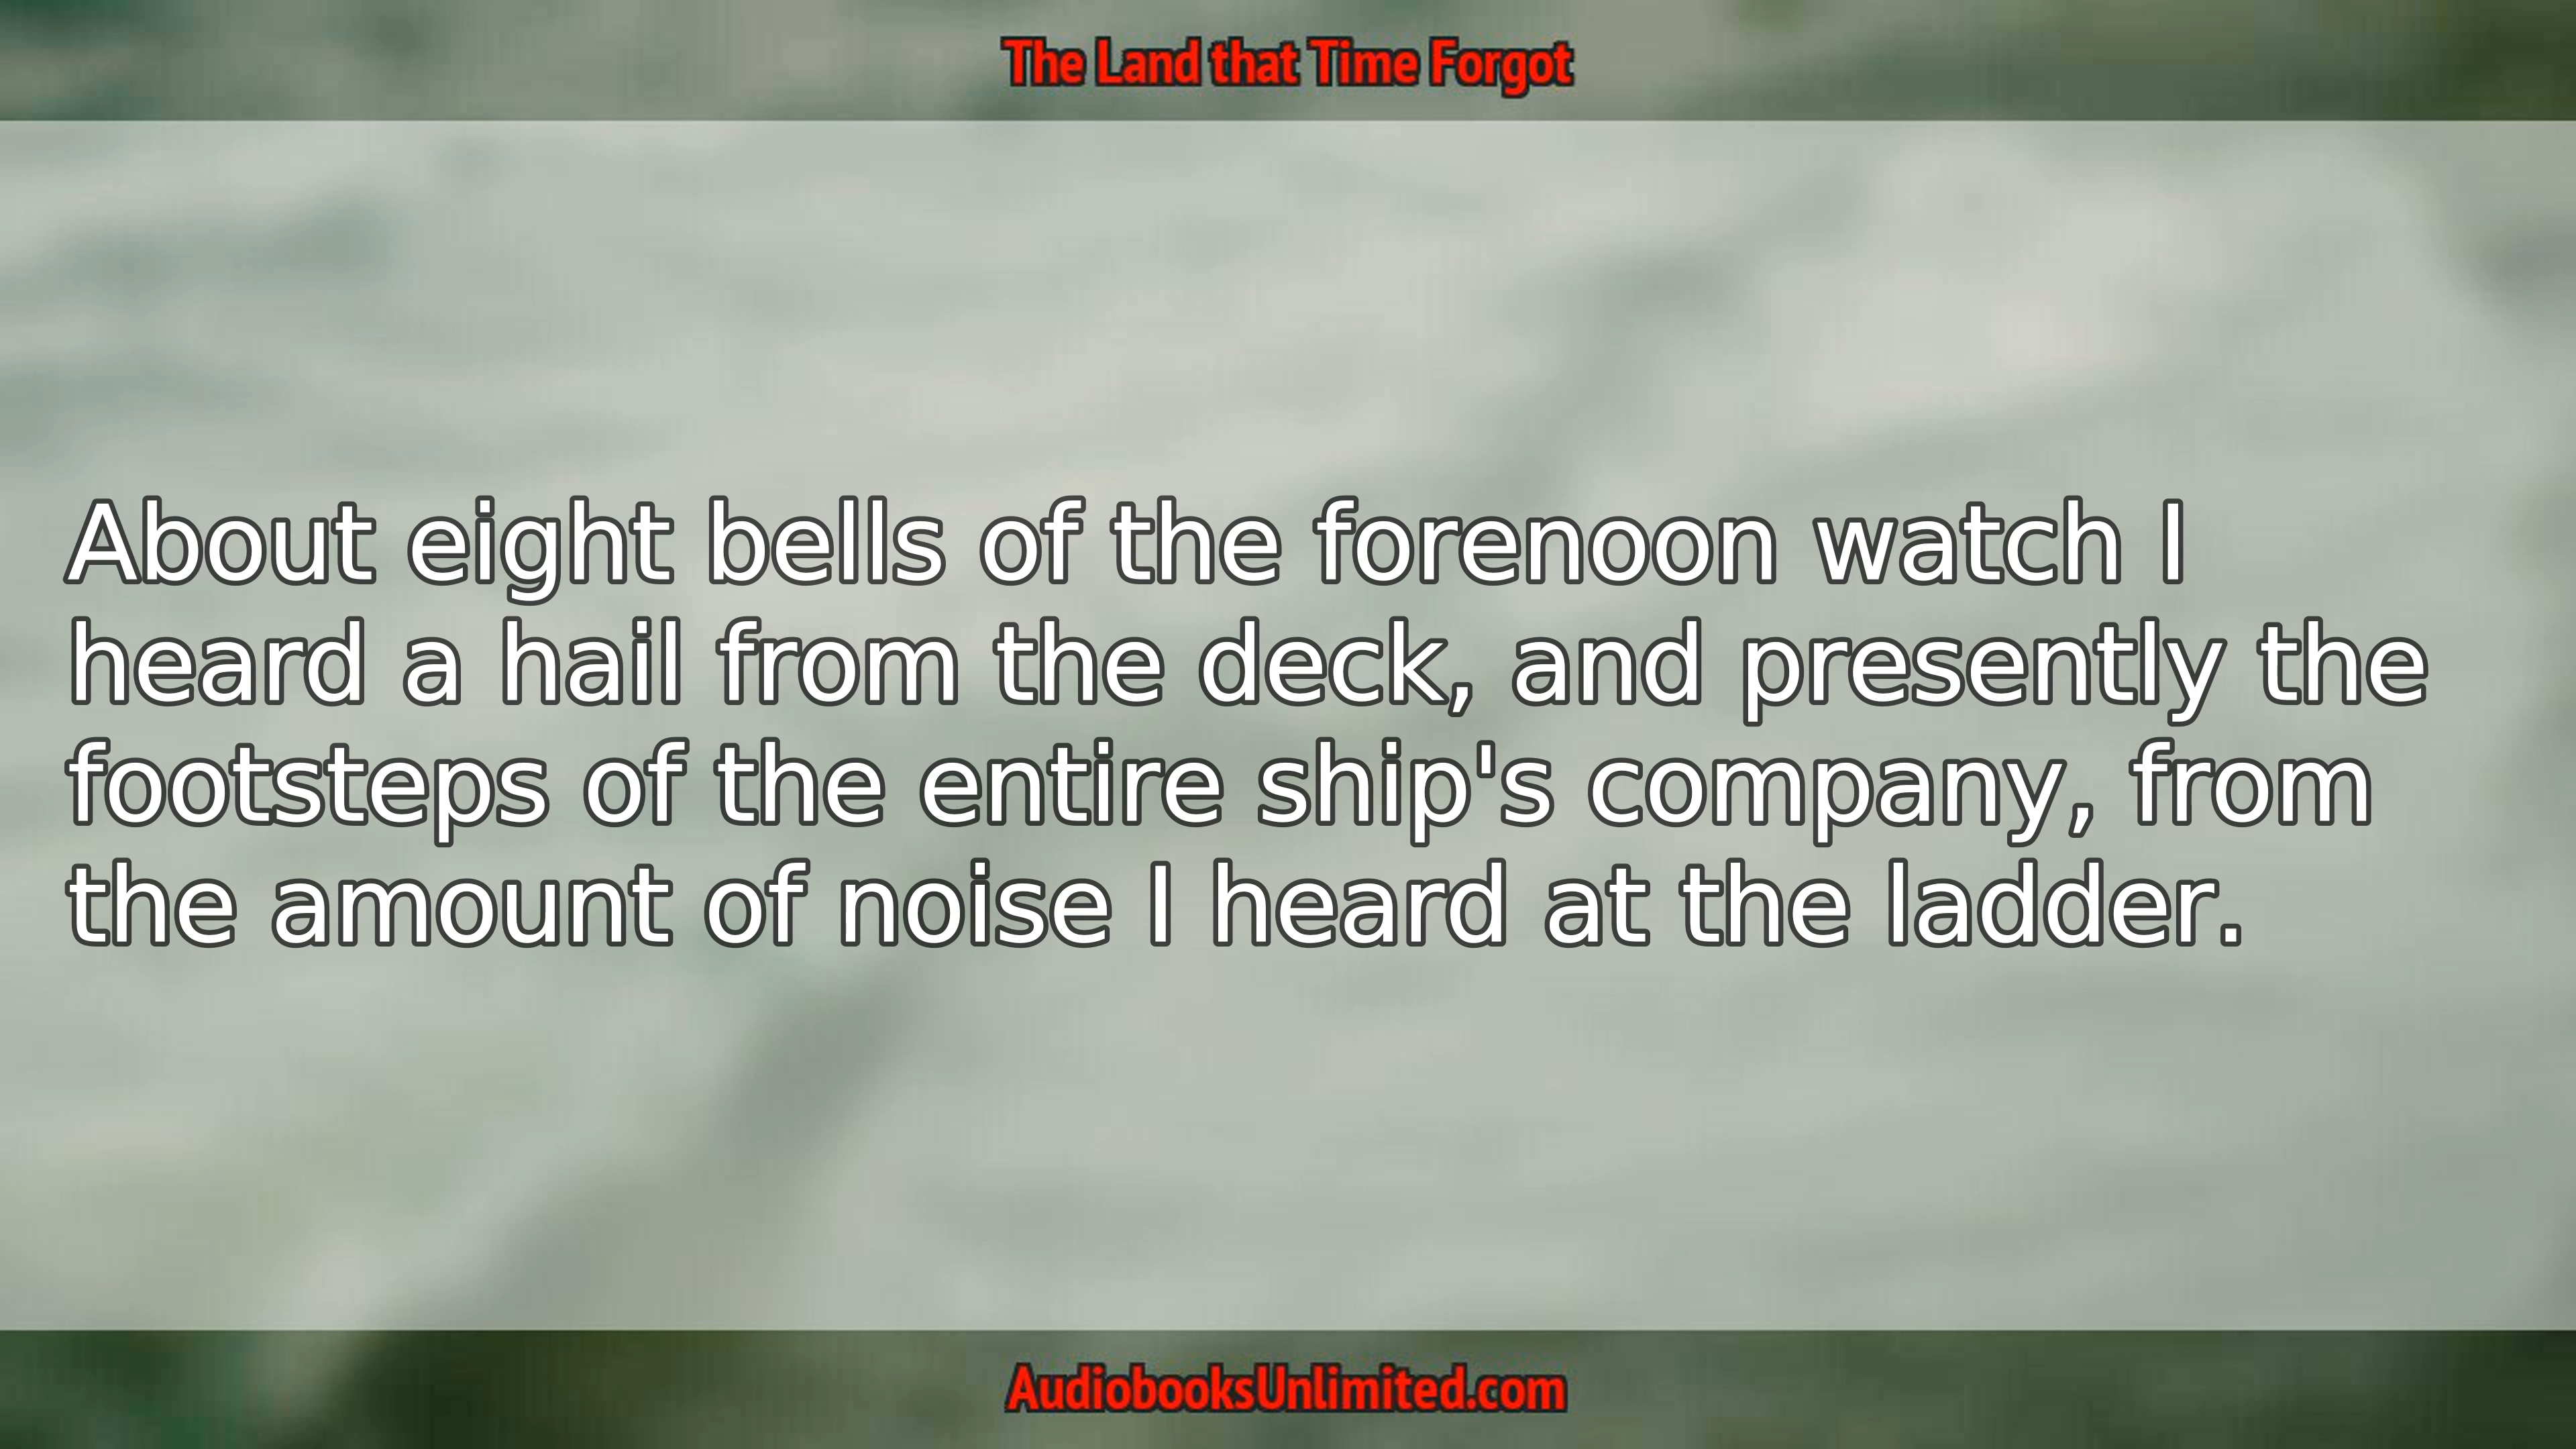 The Land that Time Forgot
About eight bells of the forenoon watch I
heard a hail from the deck, and presently the
footsteps of the entire ship's company, from
the amount of noise I heard at the ladder.
AudiobooksUnlimited.com